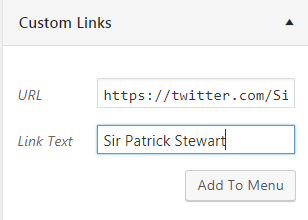 Custom Links
URL https://twitter.com/Si
Link Text Sir Patrick Stewart
Add To Menu